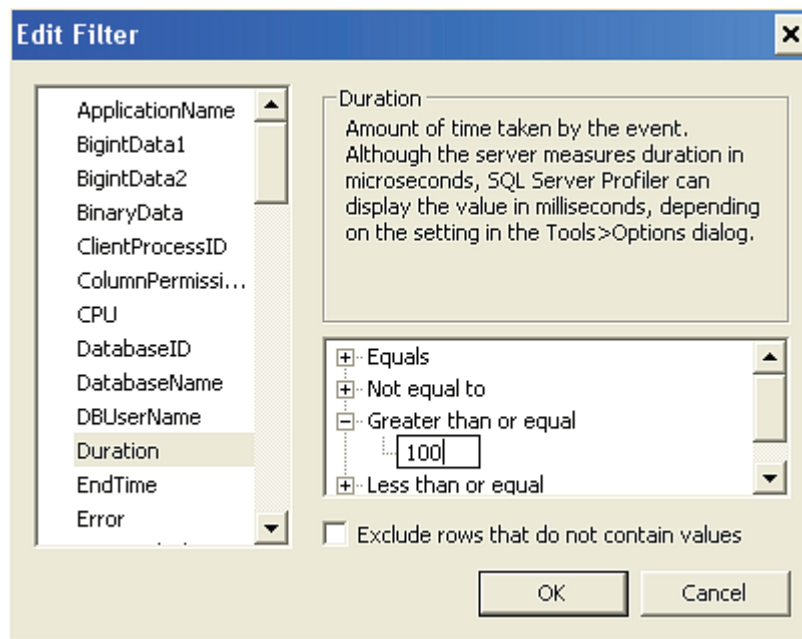 Edit Filter
ApplicationName
BigintData1
BigintData2
BinaryData
ClientProcessID
ColumnPermissi...
CPU
DatabaseID
DatabaseName
DBUserName
Duration
EndTime
Error
Duration
Amount of time taken by the event.
Although the server measures duration in
microseconds, SQL Server Profiler can
display the value in milliseconds, depending
on the setting in the Tools>Options dialog.
Equals
Not equal to
Greater than or equal
100
Less than or equal
Exclude rows that do not contain values
OK
Cancel